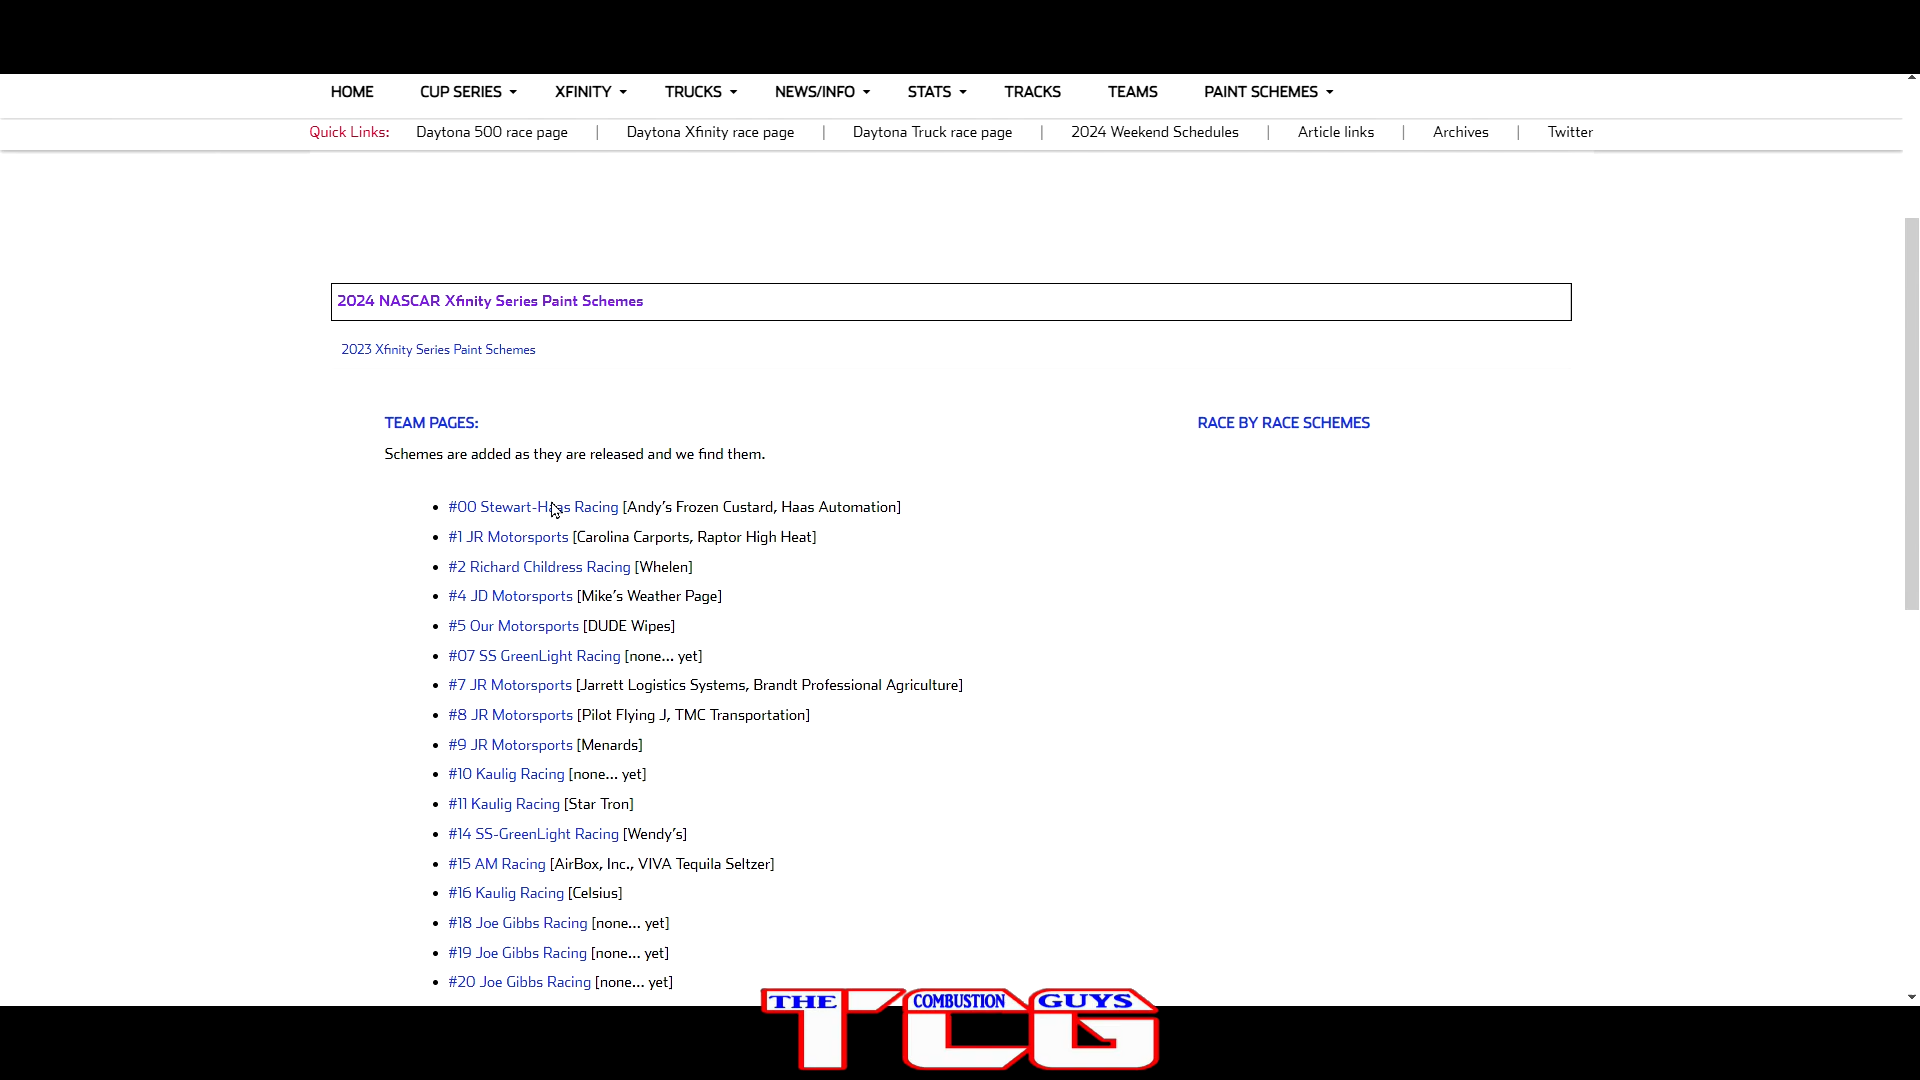 HOME CUP SERIES XFINITY TRUCKS NEWS/INFO STATS TRACKS TEAMS PAINT SCHEMES
Quick Links: Daytona 500 race page | Daytona Xfinity race page | Daytona Truck race page | 2024 Weekend Schedules | Article links | Archives | Twitter
2024 NASCAR Xfinity Series Paint Schemes
2023 Xfinity Series Paint Schemes
TEAM PAGES: RACE BY RACE SCHEMES
Schemes are added as they are released and we find them.
• #00 Stewart-Haas Racing [Andy's Frozen Custard, Haas Automation]
• #1 JR Motorsports [Carolina Carports, Raptor High Heat]
• #2 Richard Childress Racing [Whelen]
• #4 JD Motorsports [Mike's Weather Page]
• #5 Our Motorsports [DUDE Wipes]
• #07 SS GreenLight Racing [none... yet]
• #7 JR Motorsports [Jarrett Logistics Systems, Brandt Professional Agriculture]
• #8 JR Motorsports [Pilot Flying J, TMC Transportation]
• #9 JR Motorsports [Menards]
• #10 Kaulig Racing [none... yet]
• #11 Kaulig Racing [Star Tron]
• #14 SS-GreenLight Racing [Wendy's]
• #15 AM Racing [AirBox, Inc., VIVA Tequila Seltzer]
• #16 Kaulig Racing [Celsius]
• #18 Joe Gibbs Racing [none... yet]
• #19 Joe Gibbs Racing [none... yet]
• #20 Joe Gibbs Racing [none... yet]
THE COMBUSTION GUYS
TCG